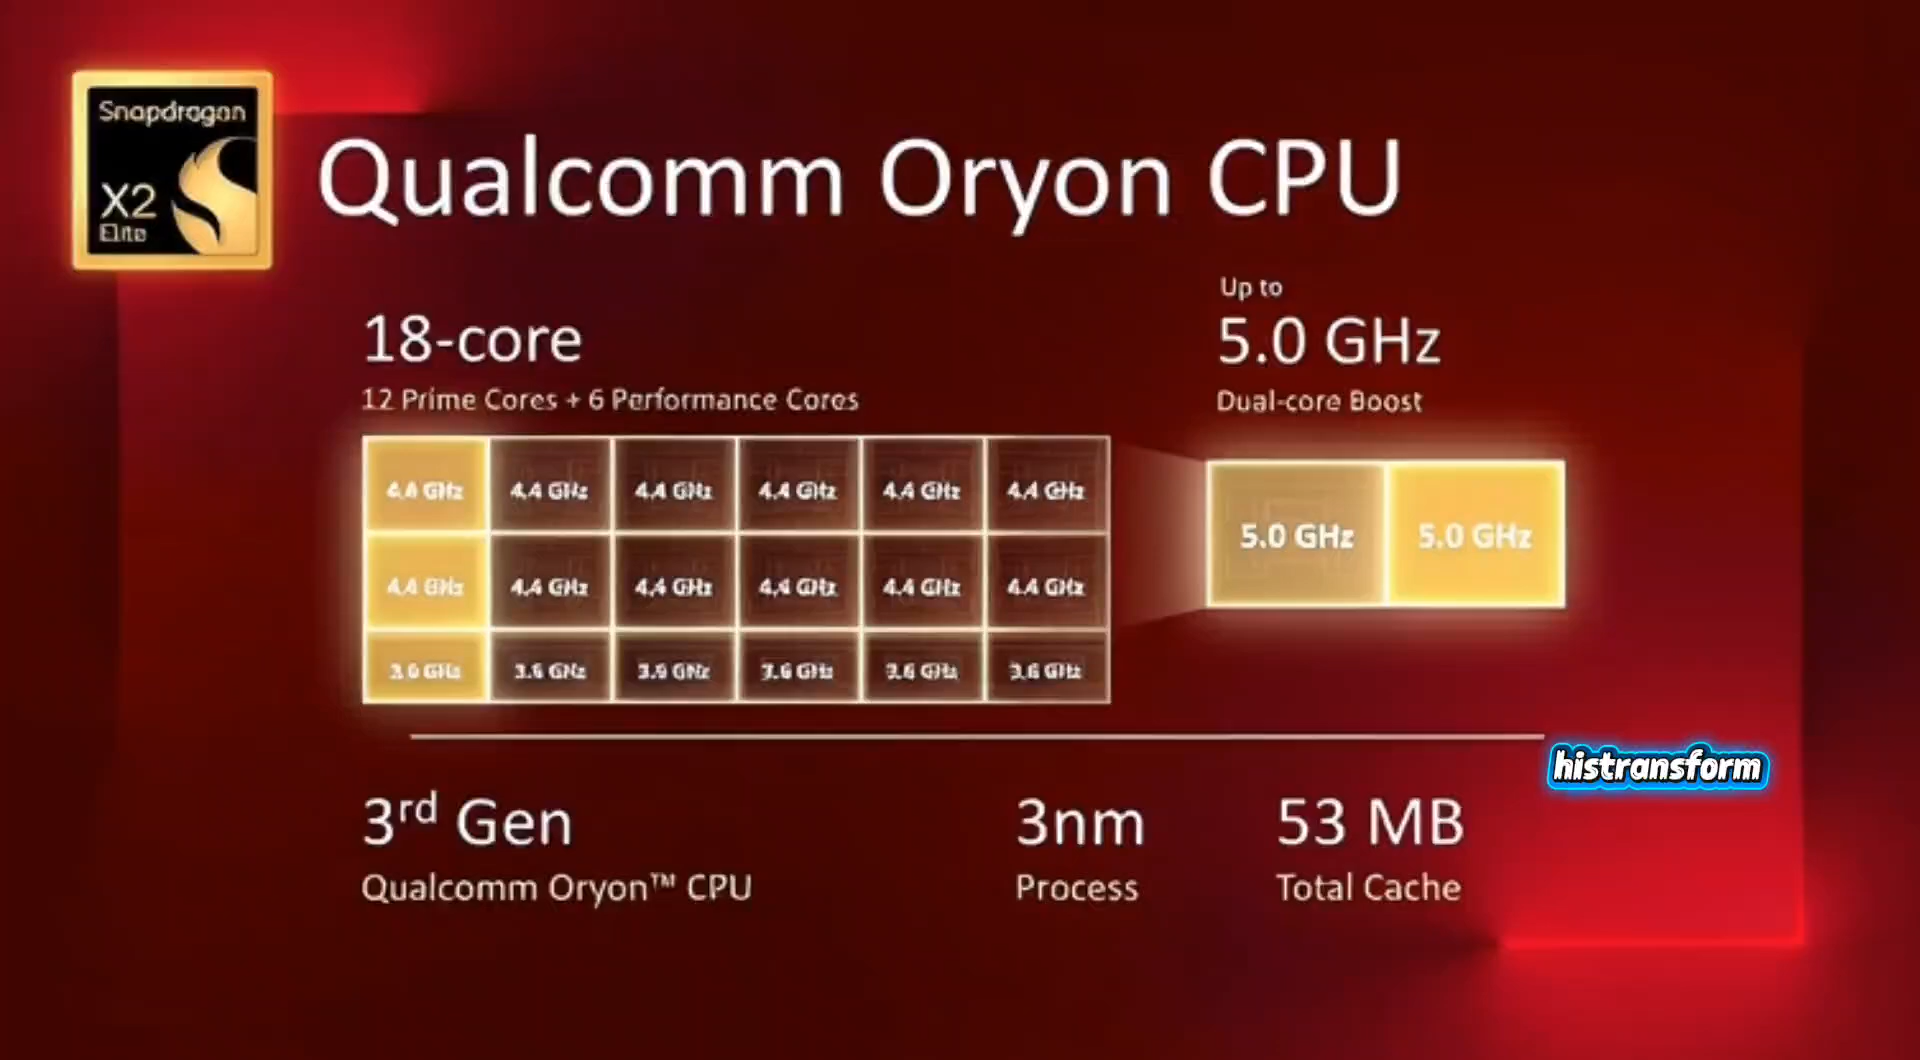 Snapdragon
X2
Elite
Qualcomm Oryon CPU
18-core
12 Prime Cores + 6 Performance Cores
Up to
5.0 GHz
Dual-core Boost
4.4 GHz 4.4 GHz 4.4 GHz 4.4 GHz 4.4 GHz 4.4 GHz
5.0 GHz 5.0 GHz
4.4 GHz 4.4 GHz 4.4 GHz 4.4 GHz 4.4 GHz 4.4 GHz
3.6 GHz 3.6 GHz 3.6 GHz 3.6 GHz 3.6 GHz 3.6 GHz
histransform
3rd Gen
Qualcomm Oryon™ CPU
3nm
Process
53 MB
Total Cache